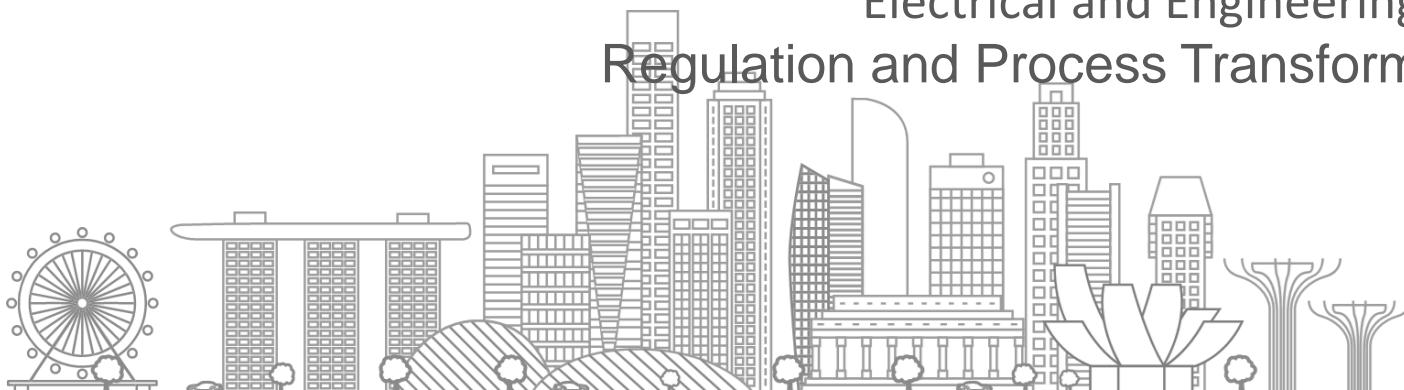 Electrical and Engineering
Regulation and Process Transform